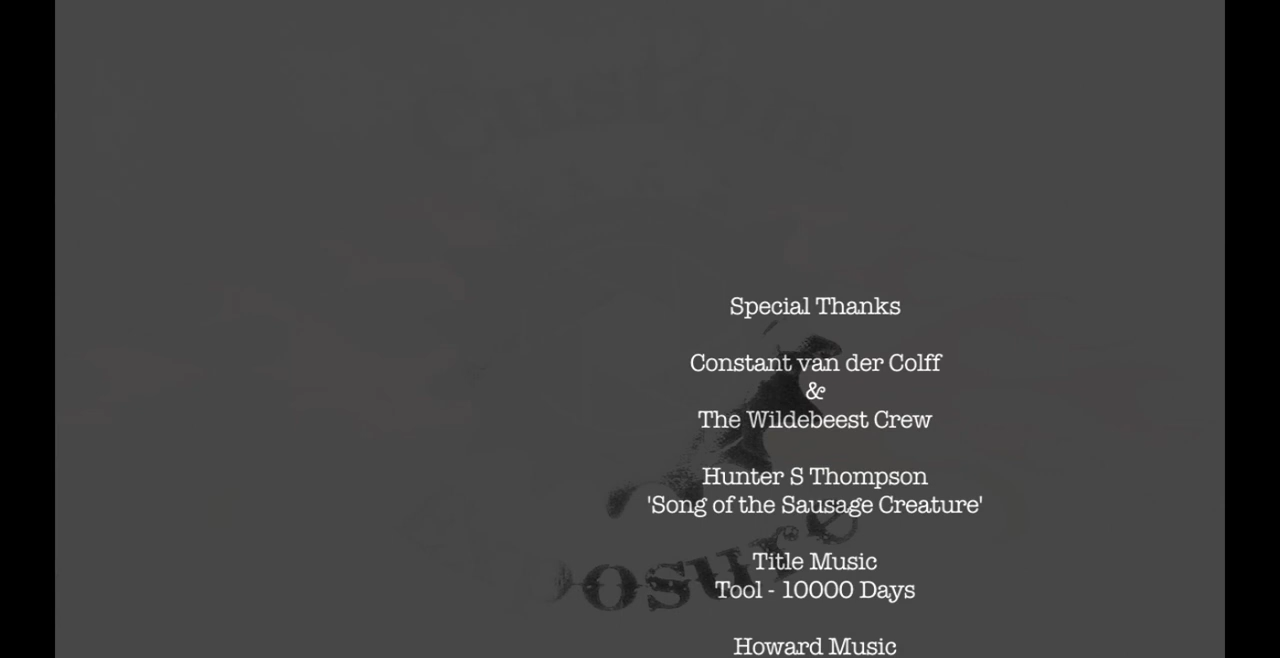 Custom
Special Thanks
Constant van der Colff
&
The Wildebeest Crew
Hunter S Thompson
'Song of the Sausage Creature'
Title Music
Tool - 10000 Days
Howard Music